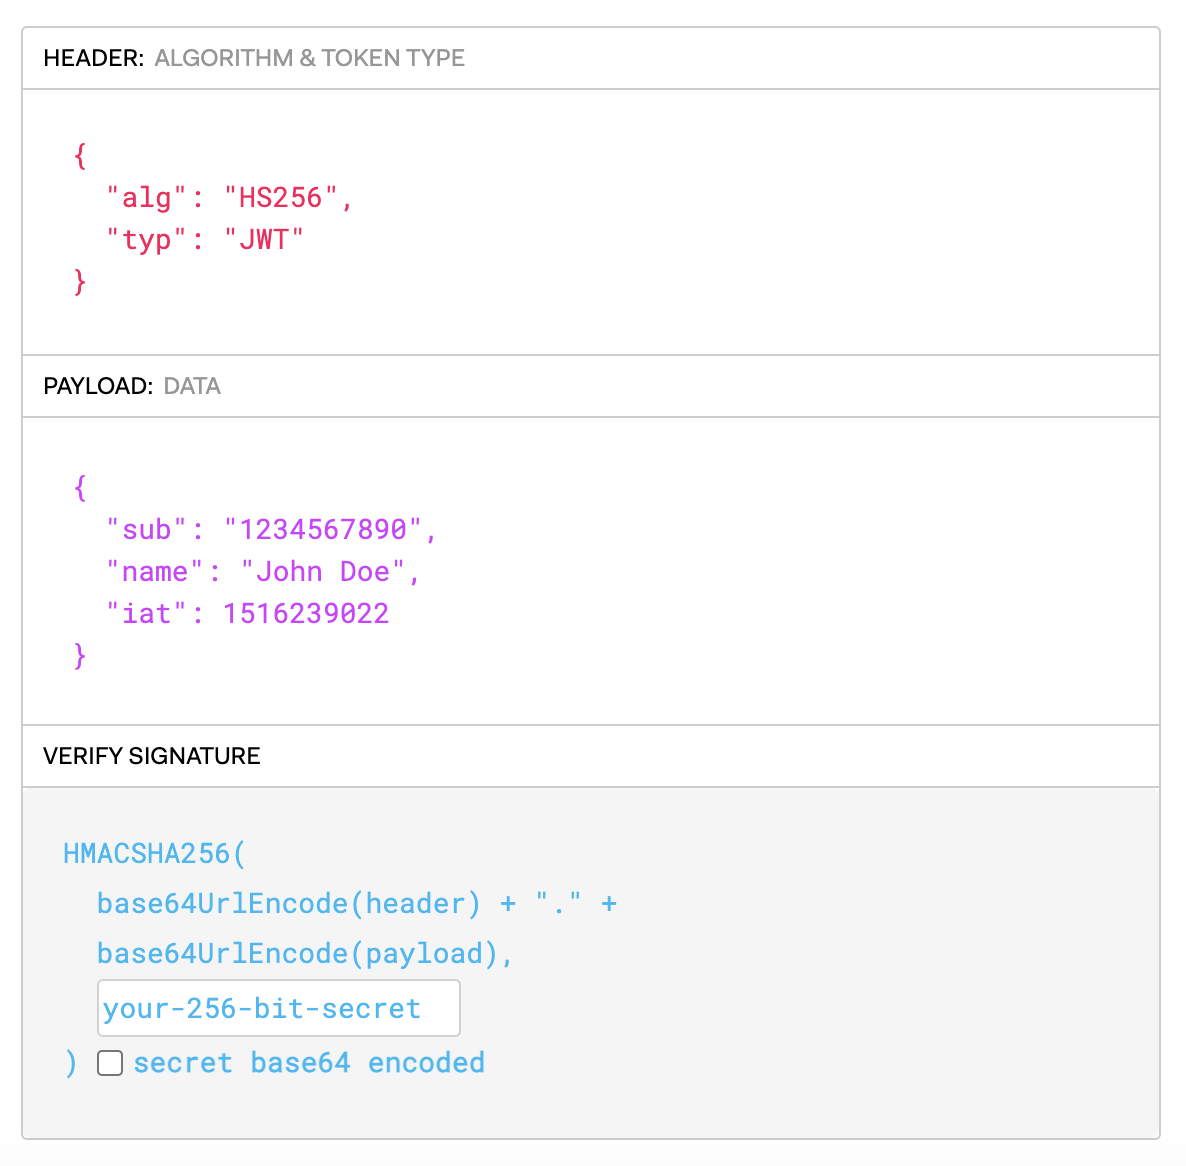 HEADER: ALGORITHM & TOKEN TYPE
{
"alg": "HS256",
"typ": "JWT"
}
PAYLOAD: DATA
{
"sub": "1234567890",
"name": "John Doe",
"iat": 1516239022
}
VERIFY SIGNATURE
HMACSHA256(
base64UrlEncode(header) + "." +
base64UrlEncode(payload),
your-256-bit-secret
) secret base64 encoded